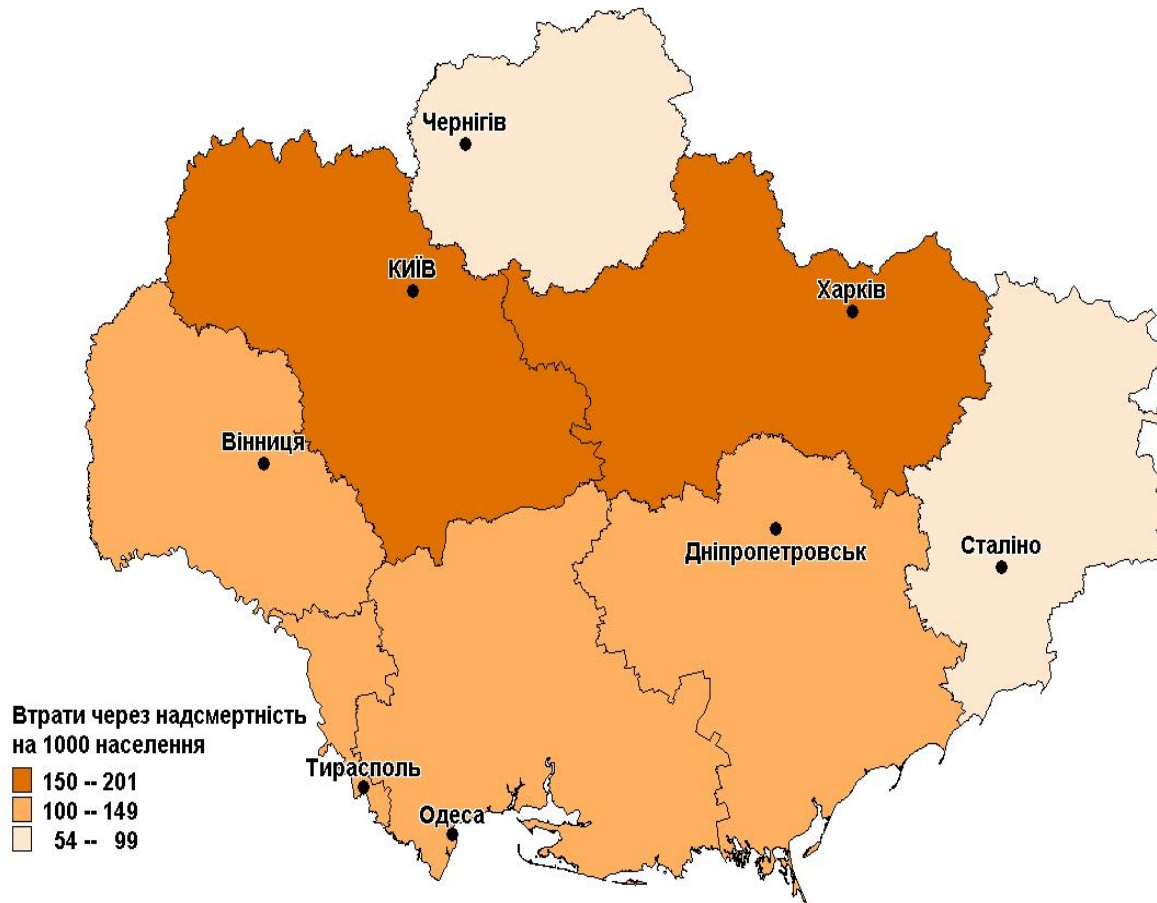 Чернігів
КИЇВ
Харків
Вінниця
Дніпропетровськ
Сталіно
Втрати через надсмертність
на 1000 населення
150 -- 201
100 -- 149
54 -- 99
Тирасполь
Одеса